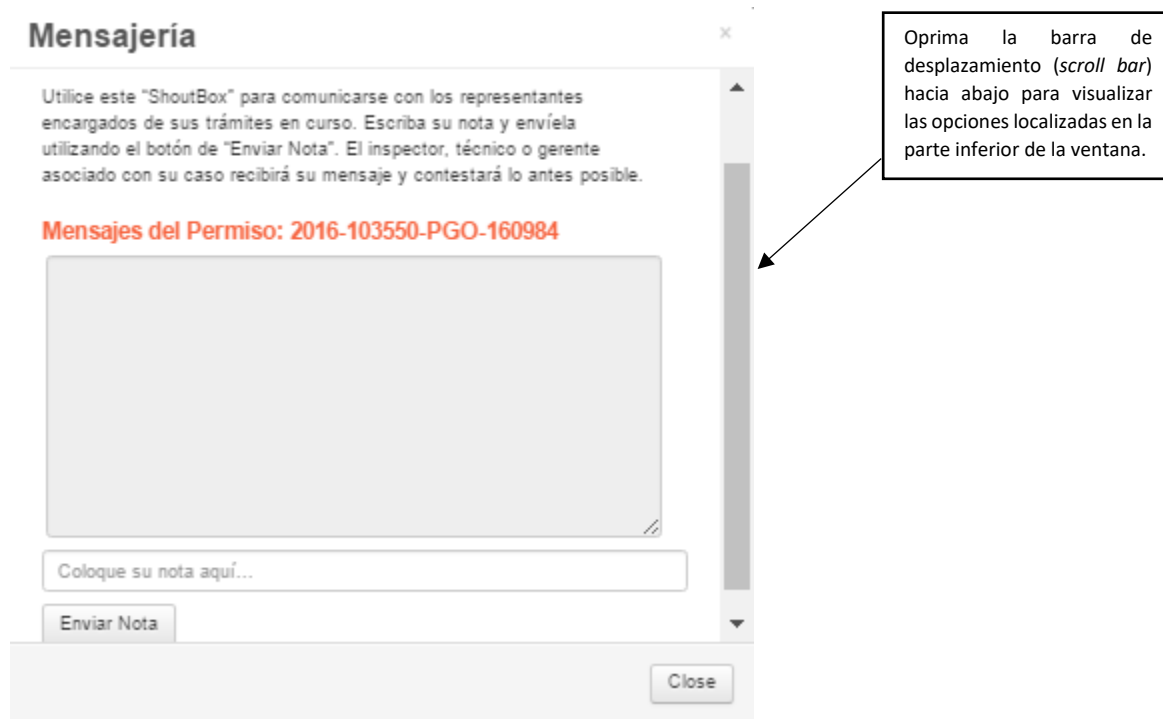 Mensajería
×
Utilice este "ShoutBox" para comunicarse con los representantes
encargados de sus trámites en curso. Escriba su nota y envíela
utilizando el botón de "Enviar Nota". El inspector, técnico o gerente
asociado con su caso recibirá su mensaje y contestará lo antes posible.
Mensajes del Permiso: 2016-103550-PGO-160984
Coloque su nota aquí...
Enviar Nota
Close
Oprima la barra de
desplazamiento (scroll bar)
hacia abajo para visualizar
las opciones localizadas en la
parte inferior de la ventana.